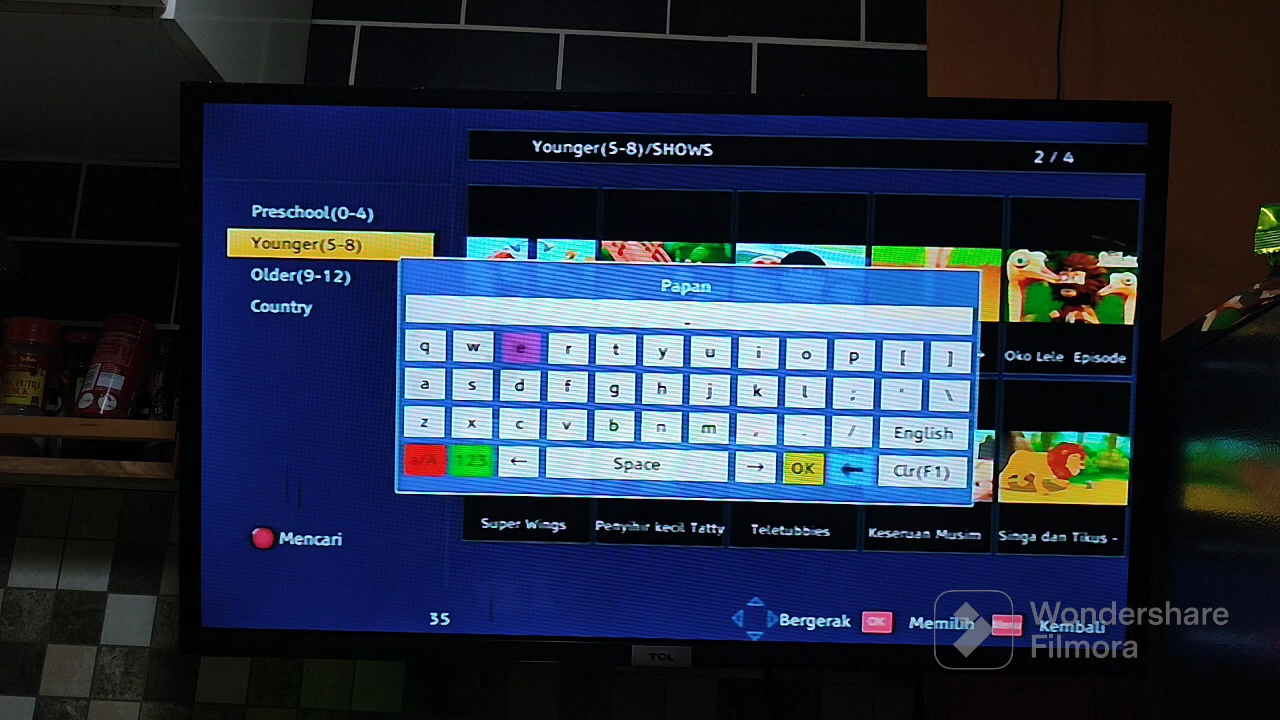 Younger(5-8)/SHOWS
2 / 4
Preschool(0-4)
Younger(5-8)
Older(9-12)
Country
Papan
_
q w e r t y u i o p [ ]
a s d f g h j k l ; ' \
z x c v b n m , . / English
a/A 123 ← Space → OK ← Clr(F1)
Oko Lele Episode
Super Wings
Penyihir kecil Tatty
Teletubbies
Keseruan Musim
Singa dan Tikus -
Mencari
35
Bergerak
OK
Memilih
Menu
Kembali
TCL
Wondershare
Filmora